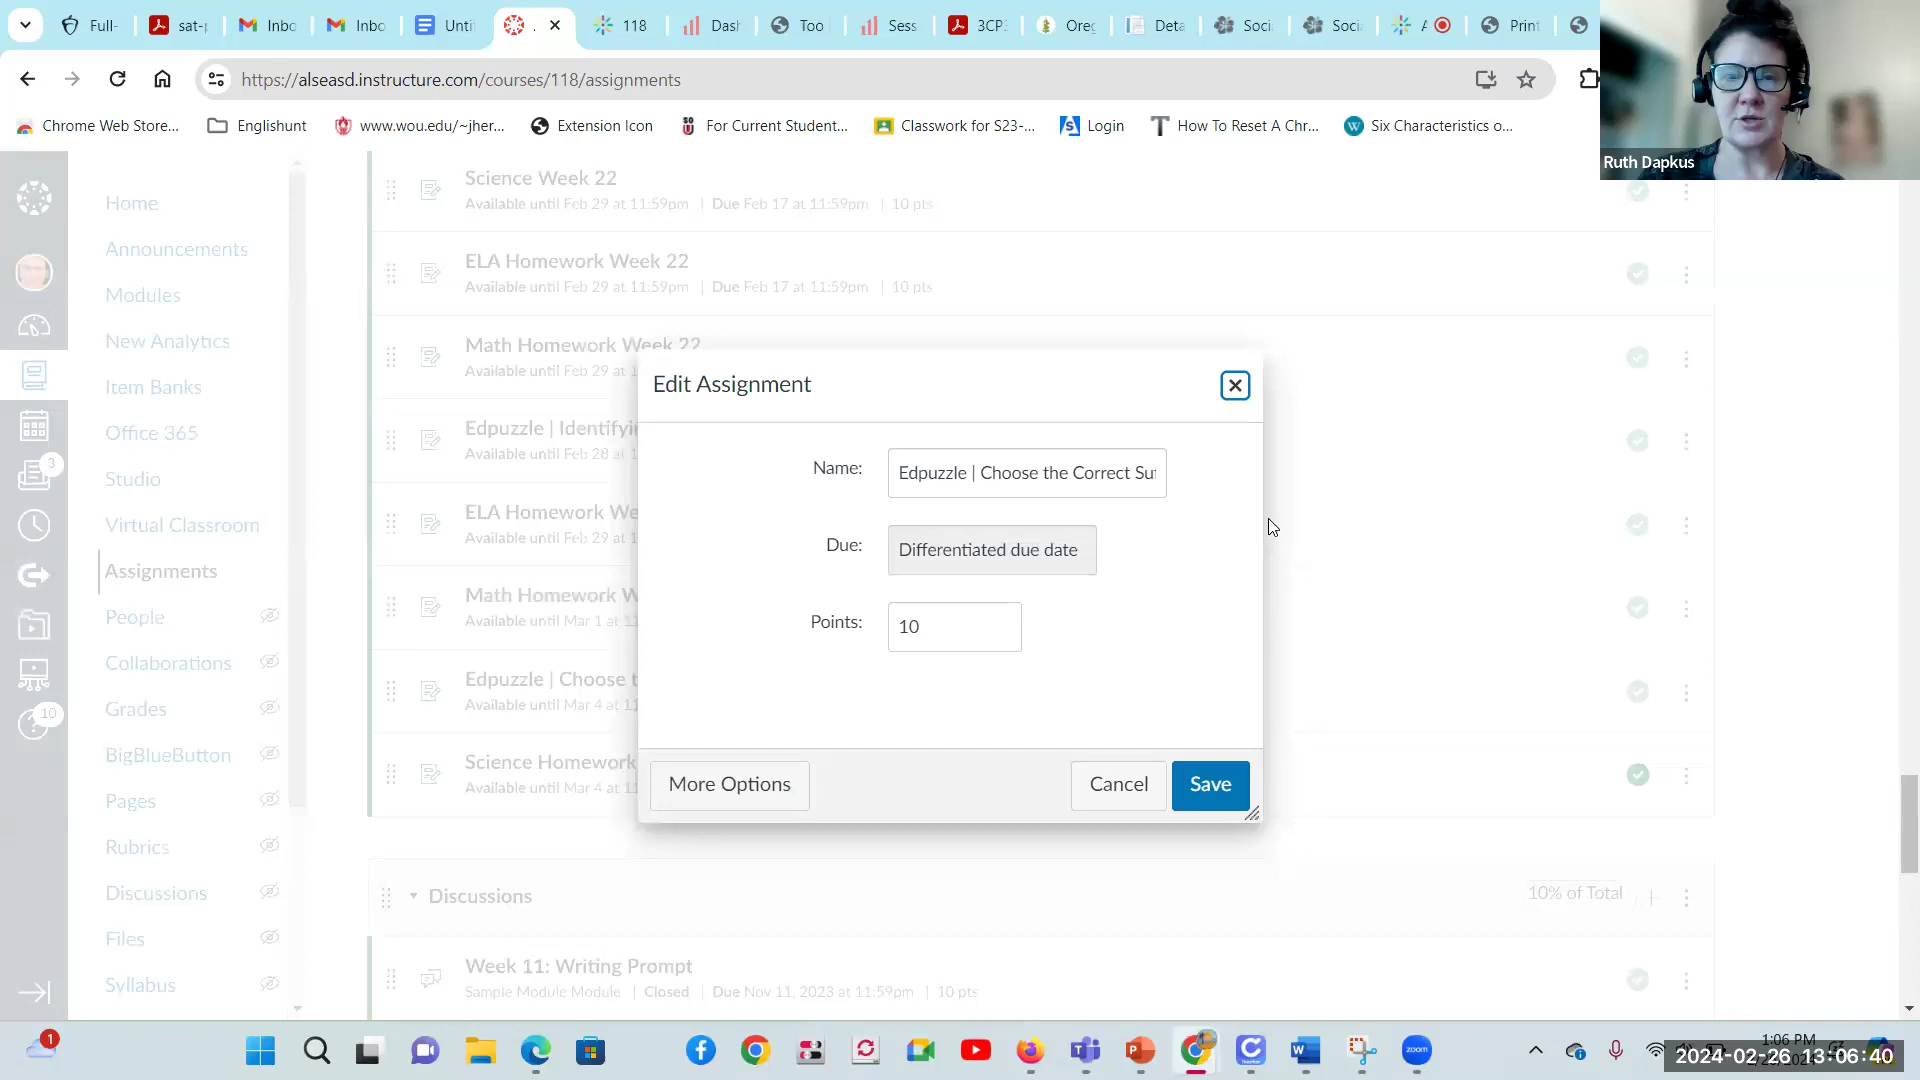 Full-
sat-
Inbo
Inbo
Unti
118
Dash
Too
Sess
3CP
Oreg
Deta
Soci
Soci
Print
https://alseasd.instructure.com/courses/118/assignments
Chrome Web Store...
Englishunt
www.wou.edu/~jher...
Extension Icon
For Current Student...
Classwork for S23-...
Login
How To Reset A Chr...
Six Characteristics o...
Ruth Dapkus
Home
Announcements
Modules
New Analytics
Item Banks
Office 365
Studio
Virtual Classroom
Assignments
People
Collaborations
Grades
BigBlueButton
Pages
Rubrics
Discussions
Files
Syllabus
3
10
Science Week 22
Available until Feb 29 at 11:59pm | Due Feb 17 at 11:59pm | 10 pts
ELA Homework Week 22
Available until Feb 29 at 11:59pm | Due Feb 17 at 11:59pm | 10 pts
Math Homework Week 22
Available until Feb 29 at
Edpuzzle | Identifyi
Available until Feb 28 at 1
ELA Homework We
Available until Feb 29 at
Math Homework W
Available until Mar 1 at
Edpuzzle | Choose t
Available until Mar 4 at
Science Homework
Available until Mar 4 at
Edit Assignment
Name:
Edpuzzle | Choose the Correct Su
Due:
Differentiated due date
Points:
10
More Options
Cancel
Save
Discussions
10% of Total
Week 11: Writing Prompt
Sample Module Module | Closed | Due Nov 11, 2023 at 11:59pm | 10 pts
1
zoom
1:06 PM
2024-02-26 13:06:40